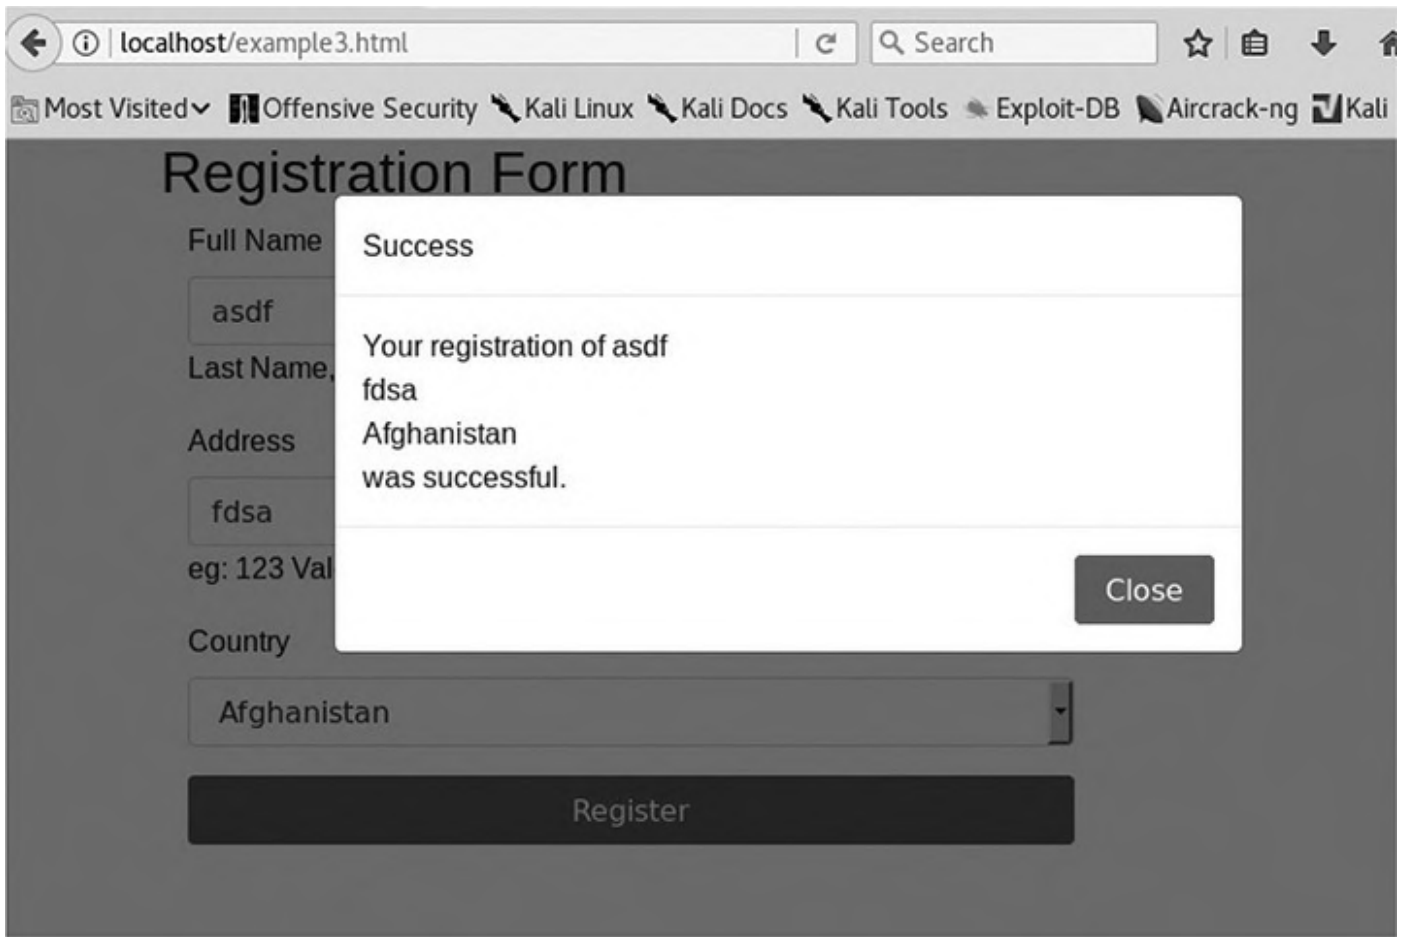 localhost/example3.html
Search
Most Visited Offensive Security Kali Linux Kali Docs Kali Tools Exploit-DB Aircrack-ng Kali
Registration Form
Full Name
asdf
Last Name,
Address
fdsa
eg: 123 Val
Country
Afghanistan
Register
Success
Your registration of asdf
fdsa
Afghanistan
was successful.
Close